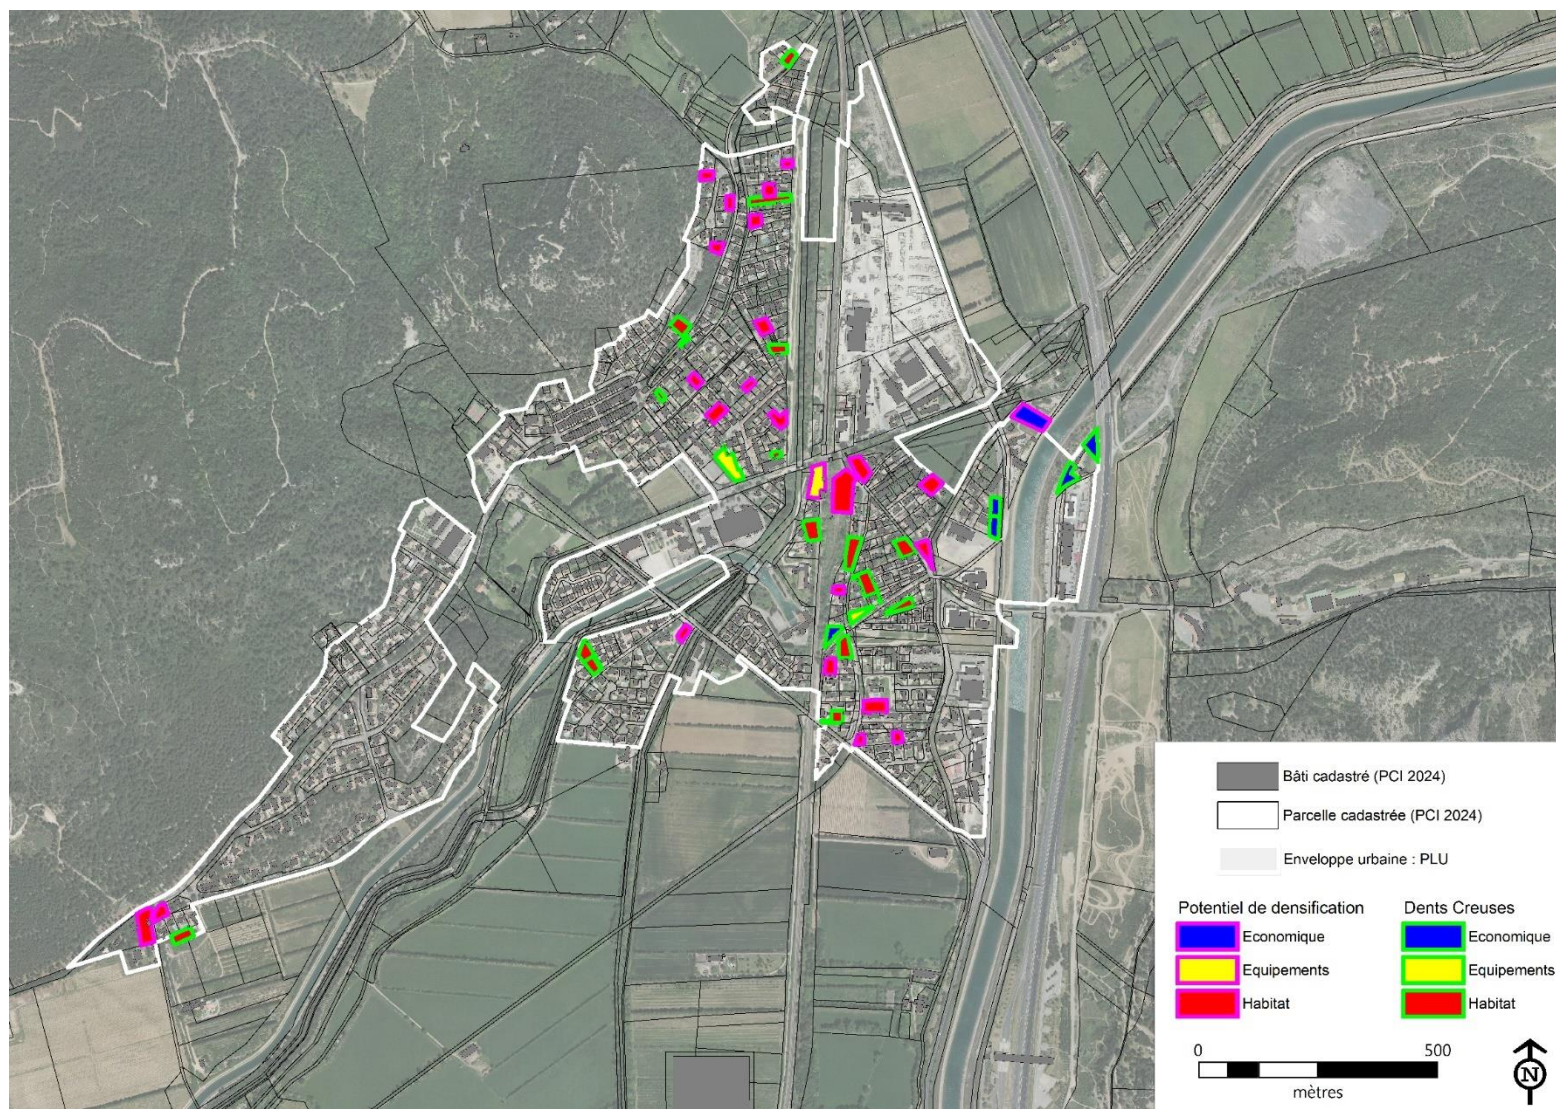 Bâti cadastré (PCI 2024)
Parcelle cadastrée (PCI 2024)
Enveloppe urbaine : PLU
Potentiel de densification
Economique
Equipements
Habitat
Dents Creuses
Economique
Equipements
Habitat
0 500
mètres
N